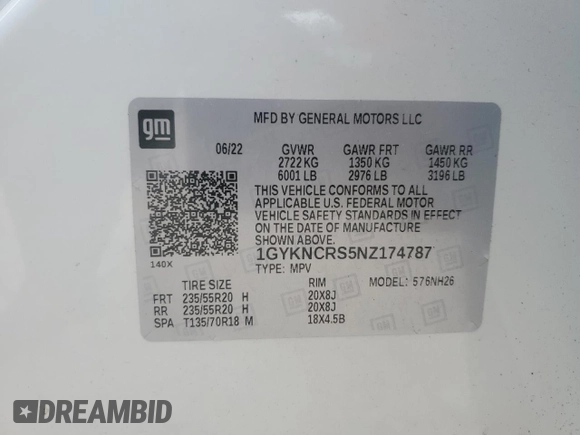 gm
MFD BY GENERAL MOTORS LLC
06/22 GVWR GAWR FRT GAWR RR
2722 KG 1350 KG 1450 KG
6001 LB 2976 LB 3196 LB
THIS VEHICLE CONFORMS TO ALL
APPLICABLE U.S. FEDERAL MOTOR
VEHICLE SAFETY STANDARDS IN EFFECT
ON THE DATE OF MANUFACTURE
SHOWN ABOVE.
140X
1GYKNCRS5NZ174787
TYPE: MPV
TIRE SIZE RIM MODEL: 576NH26
FRT 235/55R20 H 20X8J
RR 235/55R20 H 20X8J
SPA T135/70R18 M 18X4.5B
DREAMBID